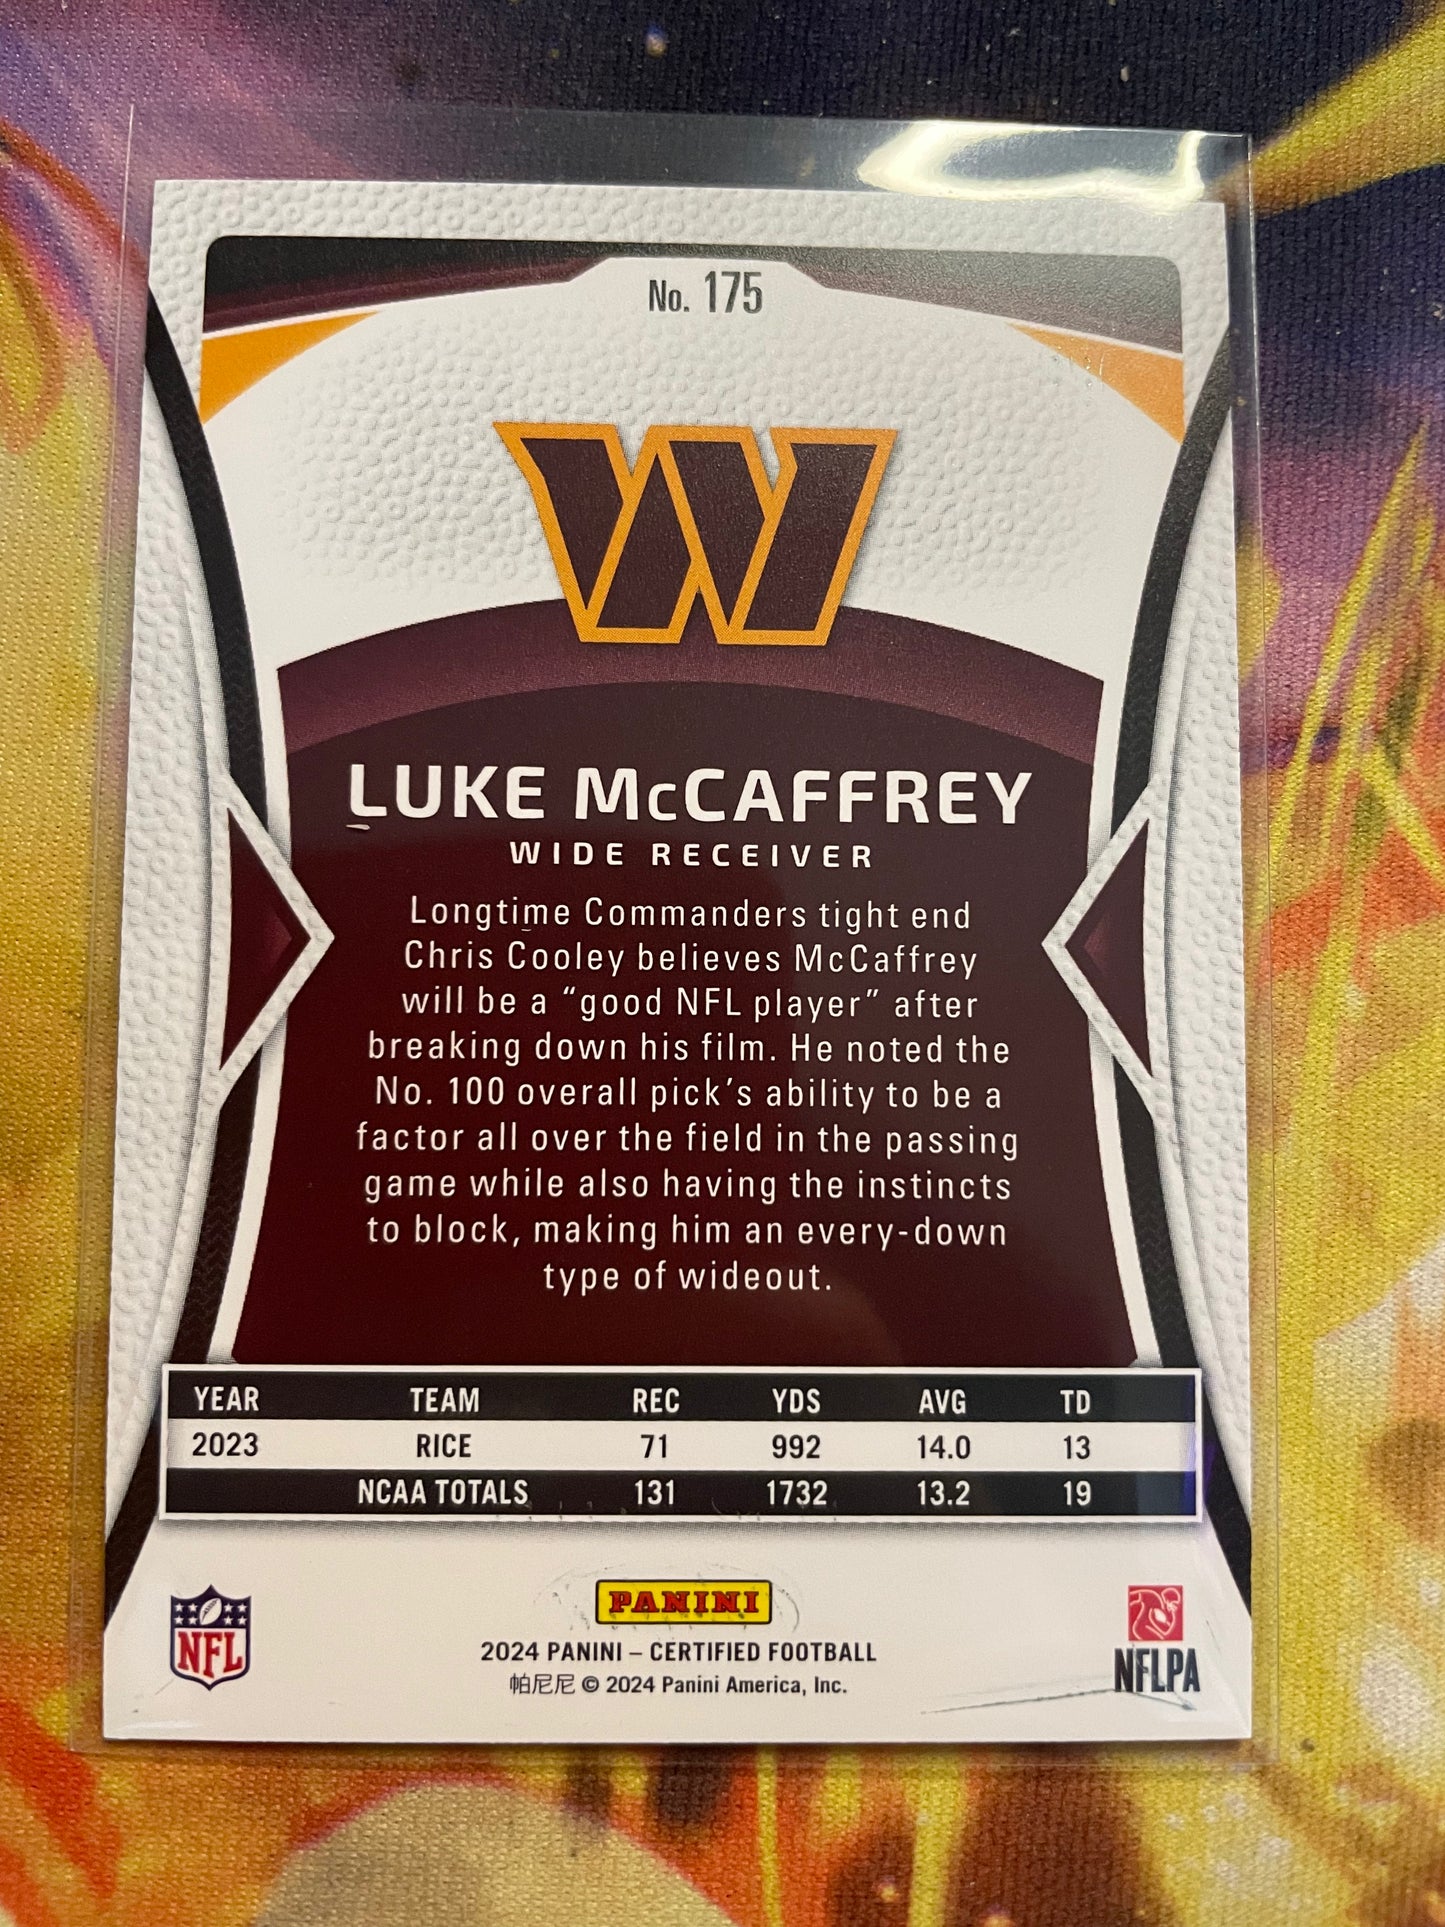 No. 175
LUKE McCAFFREY
WIDE RECEIVER
Longtime Commanders tight end
Chris Cooley believes McCaffrey
will be a “good NFL player” after
breaking down his film. He noted the
No. 100 overall pick’s ability to be a
factor all over the field in the passing
game while also having the instincts
to block, making him an every-down
type of wideout.
YEAR TEAM REC YDS AVG TD
2023 RICE 71 992 14.0 13
NCAA TOTALS 131 1732 13.2 19
PANINI
NFL
2024 PANINI – CERTIFIED FOOTBALL
帕尼尼 © 2024 Panini America, Inc.
NFLPA